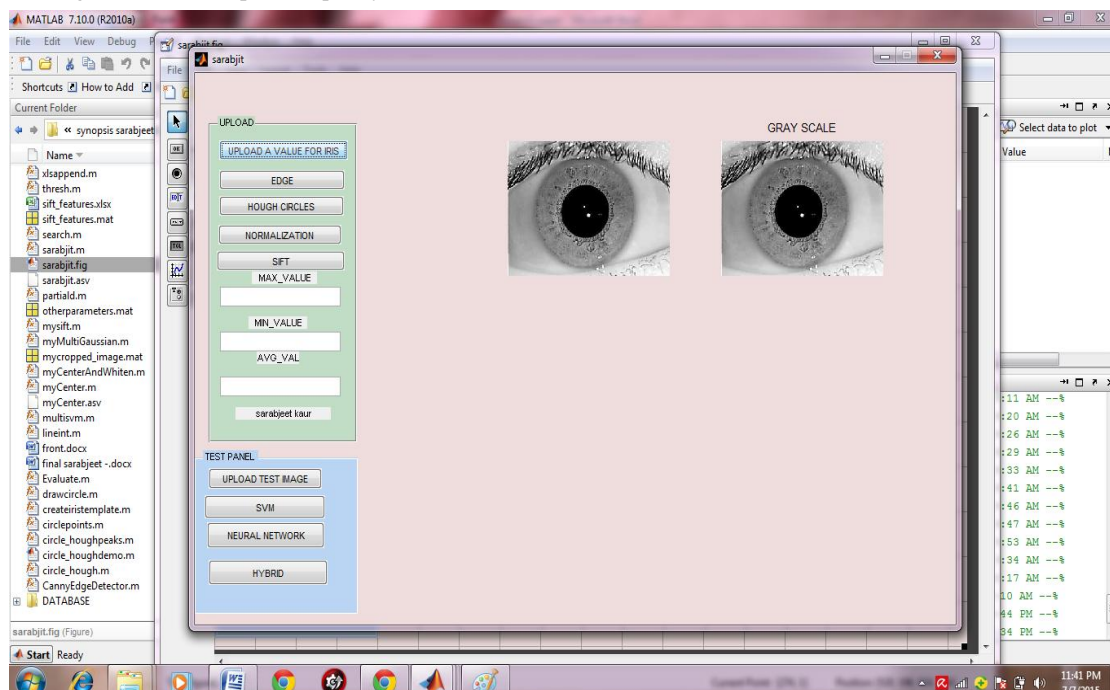 MATLAB 7.10.0 (R2010a)
File Edit View Debug
Shortcuts How to Add
Current Folder
« synopsis sarabjeet
Name
xlsappend.m
thresh.m
sift_features.xlsx
sift_features.mat
search.m
sarabjit.m
sarabjit.fig
sarabjit.asv
partiald.m
otherparameters.mat
mysift.m
myMultiGaussian.m
mycropped_image.mat
myCenterAndWhiten.m
myCenter.m
myCenter.asv
multisvm.m
lineint.m
front.docx
final sarabjeet -.docx
Evaluate.m
drawcircle.m
createiristemplate.m
circlepoints.m
circle_houghpeaks.m
circle_houghdemo.m
circle_hough.m
CannyEdgeDetector.m
DATABASE
sarabjit.fig (Figure)
Start Ready
sarabjit.fig
File
sarabjit
UPLOAD
UPLOAD A VALUE FOR IRIS
EDGE
HOUGH CIRCLES
NORMALIZATION
SIFT
MAX_VALUE
MIN_VALUE
AVG_VAL
sarabjeet kaur
TEST PANEL
UPLOAD TEST IMAGE
SVM
NEURAL NETWORK
HYBRID
GRAY SCALE
Select data to plot
Value
:11 AM --%
:20 AM --%
:26 AM --%
:29 AM --%
:33 AM --%
:41 AM --%
:46 AM --%
:47 AM --%
:53 AM --%
:34 AM --%
:17 AM --%
10 AM --%
44 PM --%
34 PM --%
11:41 PM